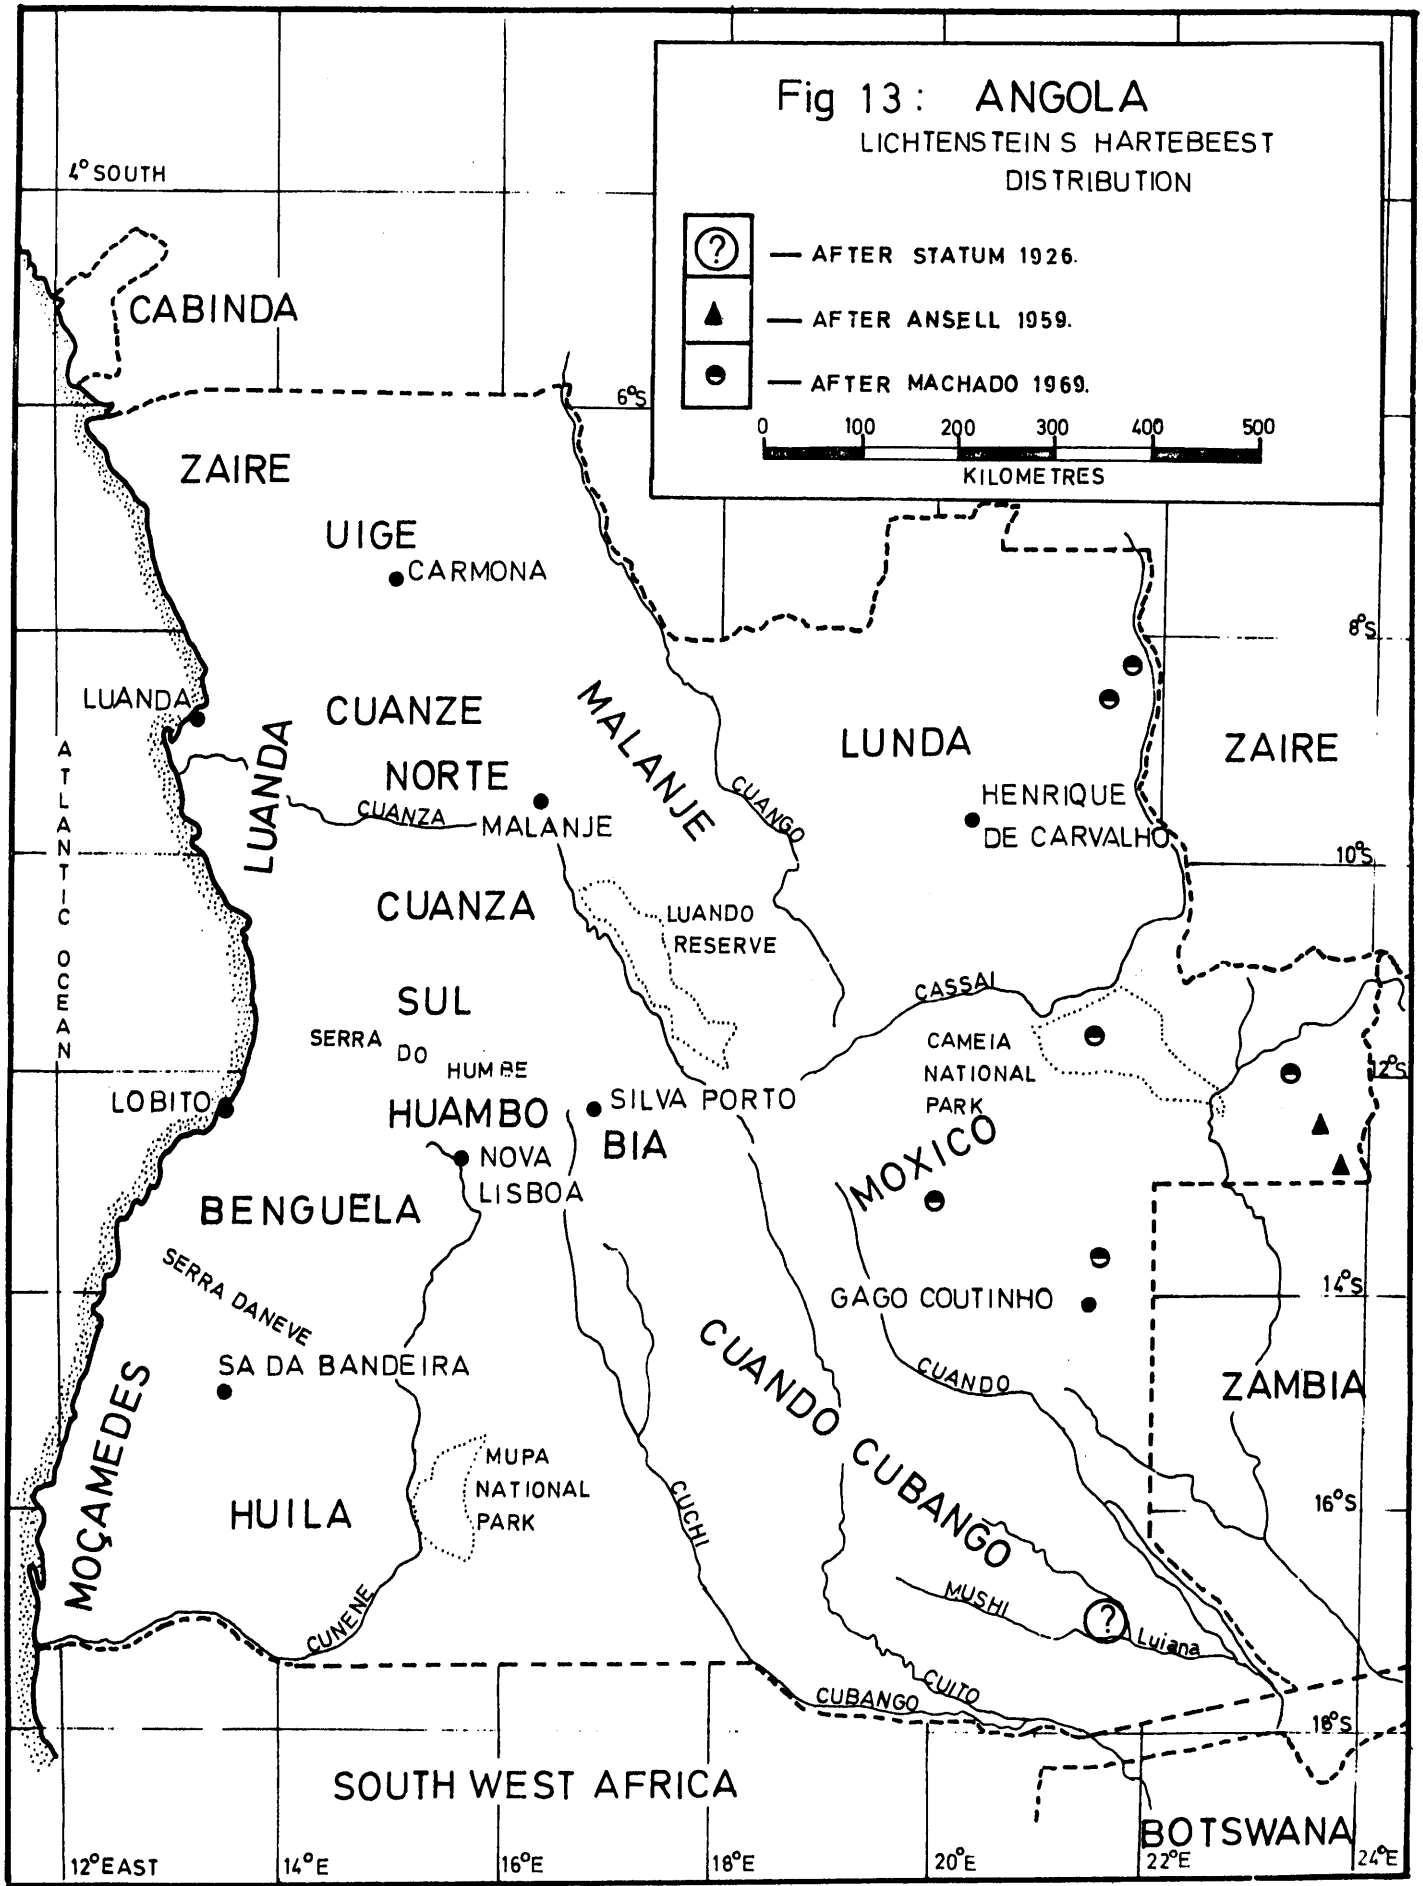 Fig 13: ANGOLA
LICHTENSTEIN S HARTEBEEST
DISTRIBUTION
? — AFTER STATUM 1926.
— AFTER ANSELL 1959.
— AFTER MACHADO 1969.
0 100 200 300 400 500
KILOMETRES
4° SOUTH
CABINDA
6°S
ZAIRE
UIGE
CARMONA
8°S
LUANDA
CUANZE
NORTE
MALANJE
LUNDA
ZAIRE
LUANDA
CUANZA
MALANJE
CUANGO
HENRIQUE
DE CARVALHO
10°S
ATLANTIC OCEAN
CUANZA
SUL
LUANDO
RESERVE
CASSAI
SERRA
DO
HUMBE
CAMEIA
NATIONAL
PARK
12°S
LOBITO
HUAMBO
SILVA PORTO
BIA
NOVA
LISBOA
MOXICO
BENGUELA
SERRA DANEVE
GAGO COUTINHO
14°S
SA DA BANDEIRA
CUANDO
ZAMBIA
CUANDO CUBANGO
MOÇAMEDES
HUILA
MUPA
NATIONAL
PARK
CUCHI
16°S
MUSHI
?
Luiana
CUNENE
CUITO
CUBANGO
18°S
SOUTH WEST AFRICA
BOTSWANA
12° EAST
14°E
16°E
18°E
20°E
22°E
24°E